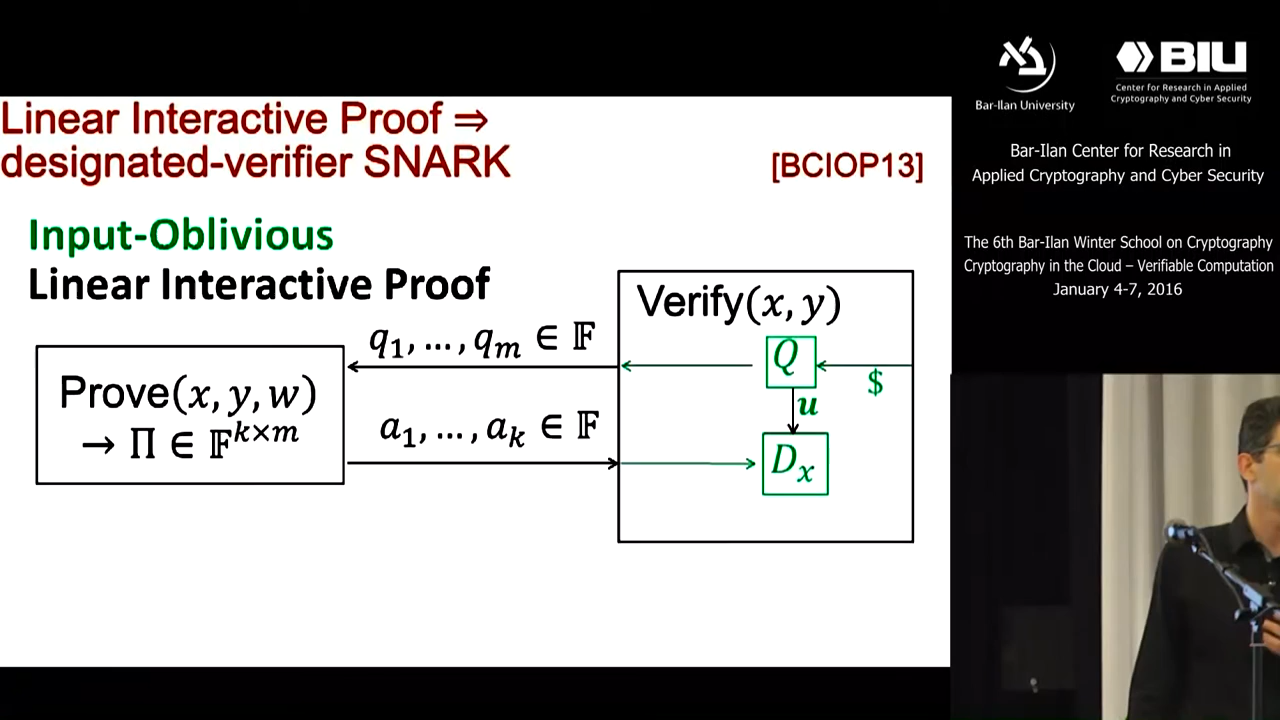 Linear Interactive Proof ⇒
designated-verifier SNARK
[BCIOP13]
Input-Oblivious
Linear Interactive Proof
Prove(x, y, w)
→ Π ∈ 𝔽^{k×m}
q₁, …, qₘ ∈ 𝔽
a₁, …, aₖ ∈ 𝔽
Verify(x, y)
Q
$
u
Dₓ
Bar-Ilan University
BIU
Center for Research in Applied
Cryptography and Cyber Security
Bar-Ilan Center for Research in
Applied Cryptography and Cyber Security
The 6th Bar-Ilan Winter School on Cryptography
Cryptography in the Cloud – Verifiable Computation
January 4-7, 2016